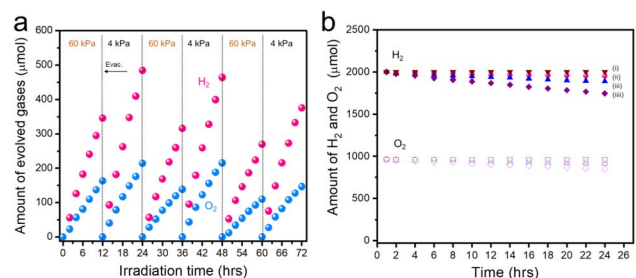 a
60 kPa 4 kPa 60 kPa 4 kPa 60 kPa 4 kPa
Evac.
H2
O2
Amount of evolved gases (μmol)
600
500
400
300
200
100
0
0 6 12 18 24 30 36 42 48 54 60 66 72
Irradiation time (hrs)
b
H2
(i)
(ii)
(iii)
(iiii)
O2
Amount of H2 and O2 (μmol)
2500
2000
1500
1000
500
0
0 2 4 6 8 10 12 14 16 18 20 22 24 26
Time (hrs)